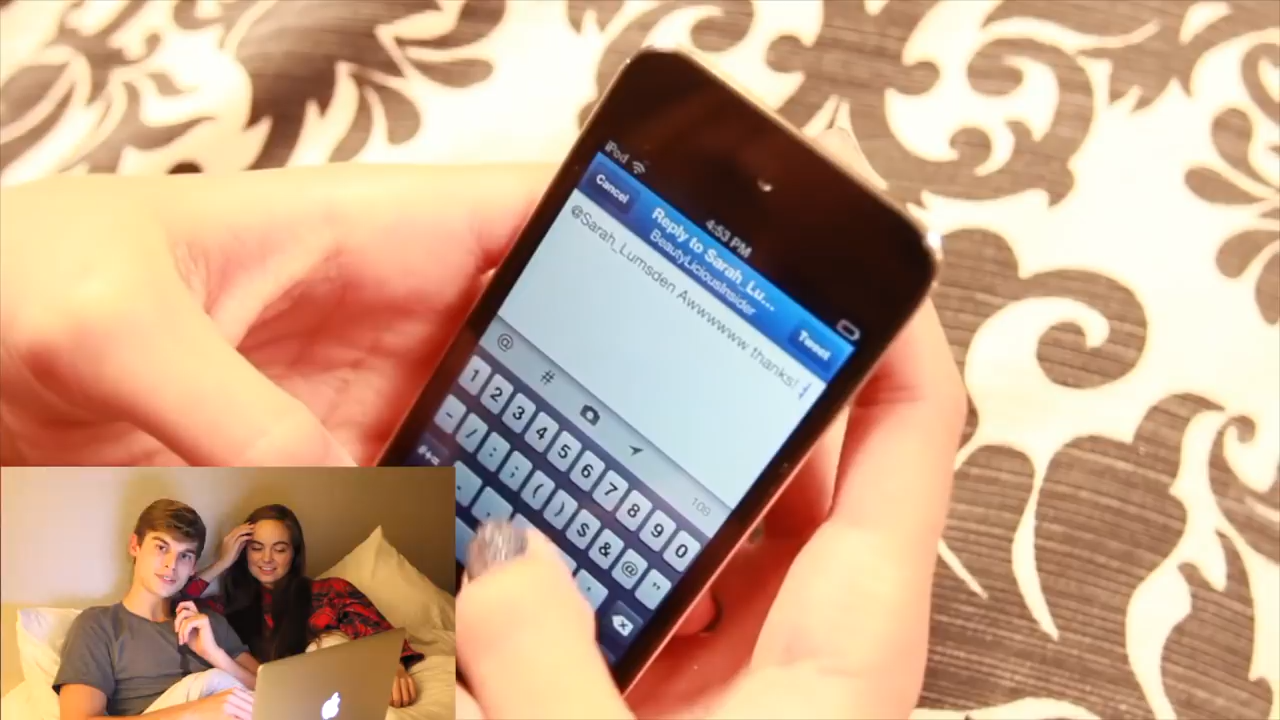 iPod
4:53 PM
Cancel
Reply to Sarah_Lu...
BeautyLiciousInsider
Tweet
@Sarah_Lumsden Awwwwww thanks!
@ #
108
1 2 3 4 5 6 7 8 9 0
- / : ; ( ) $ & @ "
#+=